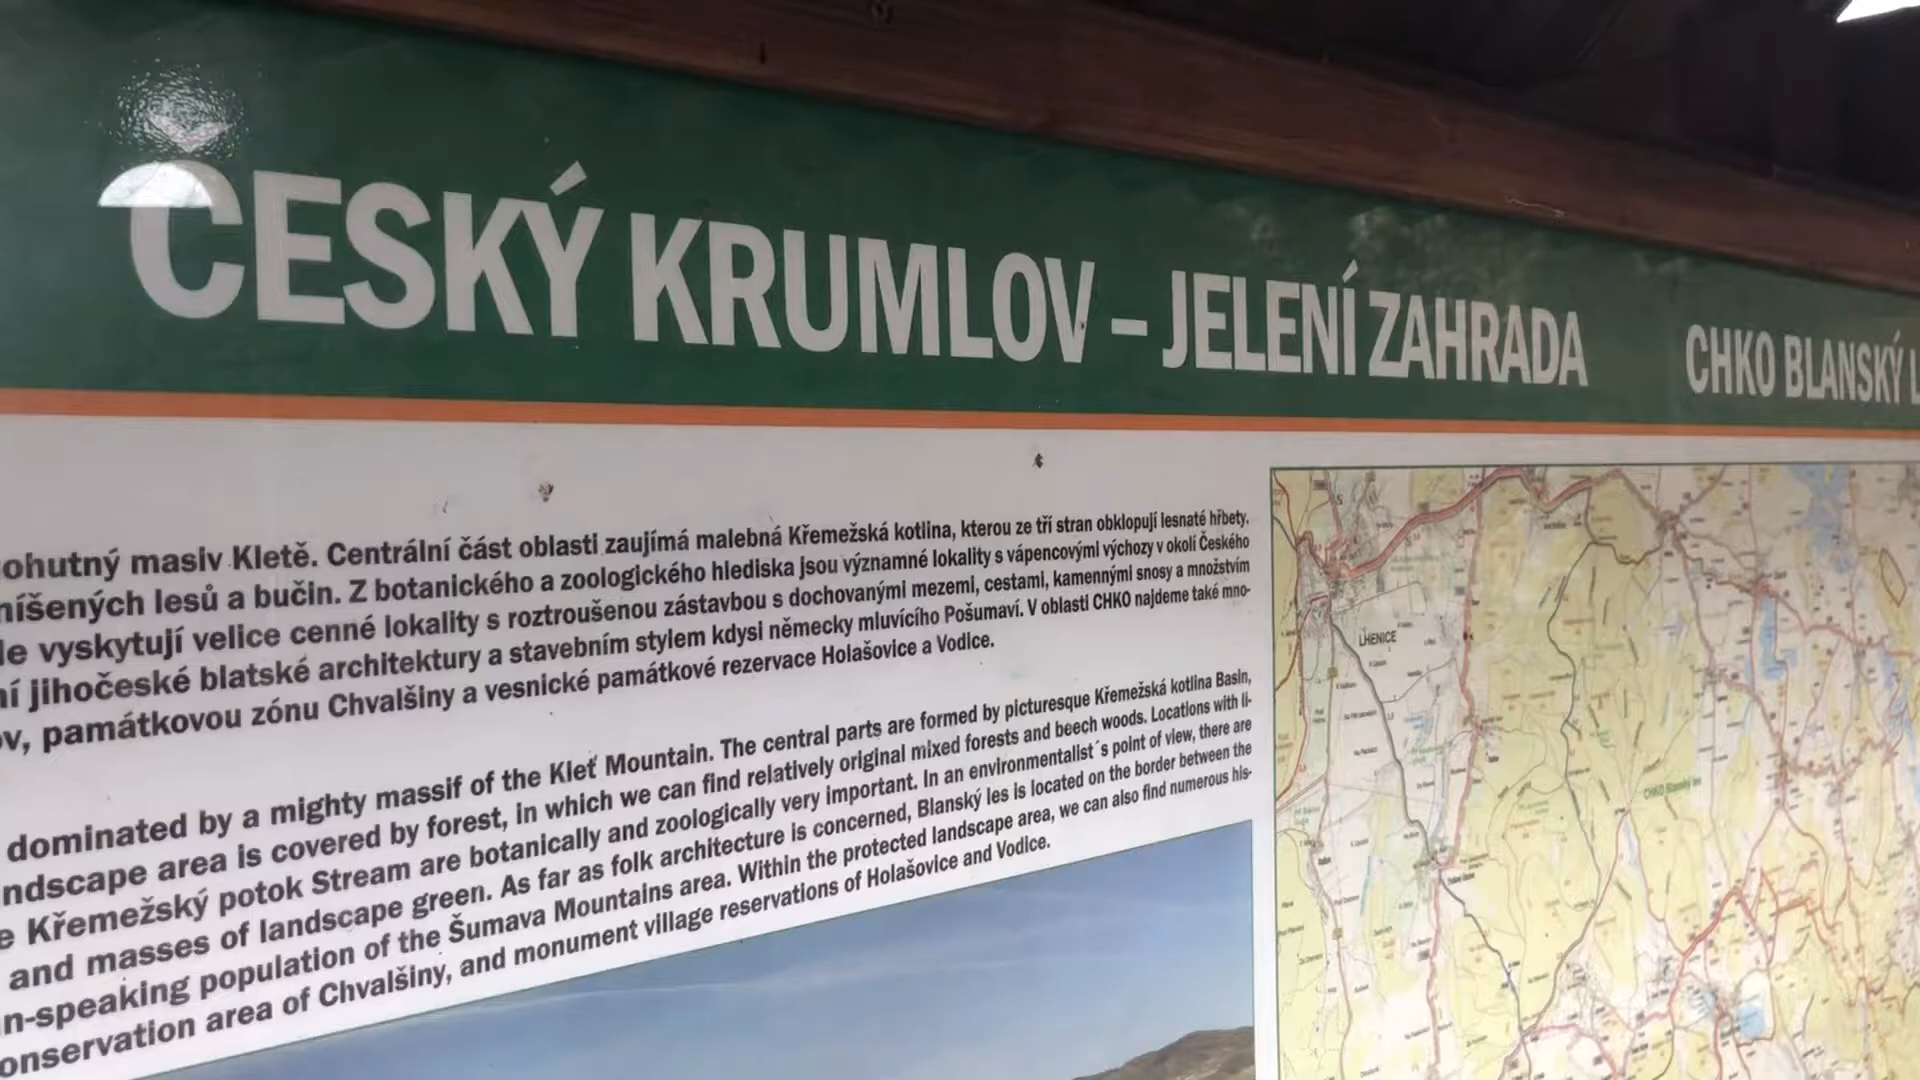 ČESKÝ KRUMLOV – JELENÍ ZAHRADA
CHKO BLANSKÝ L
ohutný masiv Kletě. Centrální část oblasti zaujímá malebná Křemežská kotlina, kterou ze tří stran obklopují lesnaté hřbety.
míšených lesů a bučin. Z botanického a zoologického hlediska jsou významné lokality s vápencovými výchozy v okolí Českého
le vyskytují velice cenné lokality s roztroušenou zástavbou s dochovanými mezemi, cestami, kamennými snosy a množstvím
ní jihočeské blatské architektury a stavebním stylem kdysi německy mluvícího Pošumaví. V oblasti CHKO najdeme také mno-
ov, památkovou zónu Chvalšiny a vesnické památkové rezervace Holašovice a Vodice.
dominated by a mighty massif of the Kleť Mountain. The central parts are formed by picturesque Křemežská kotlina Basin,
ndscape area is covered by forest, in which we can find relatively original mixed forests and beech woods. Locations with li-
e Křemežský potok Stream are botanically and zoologically very important. In an environmentalist´s point of view, there are
and masses of landscape green. As far as folk architecture is concerned, Blanský les is located on the border between the
n-speaking population of the Šumava Mountains area. Within the protected landscape area, we can also find numerous his-
onservation area of Chvalšiny, and monument village reservations of Holašovice and Vodice.
LHENICE
CHKO Blanský les